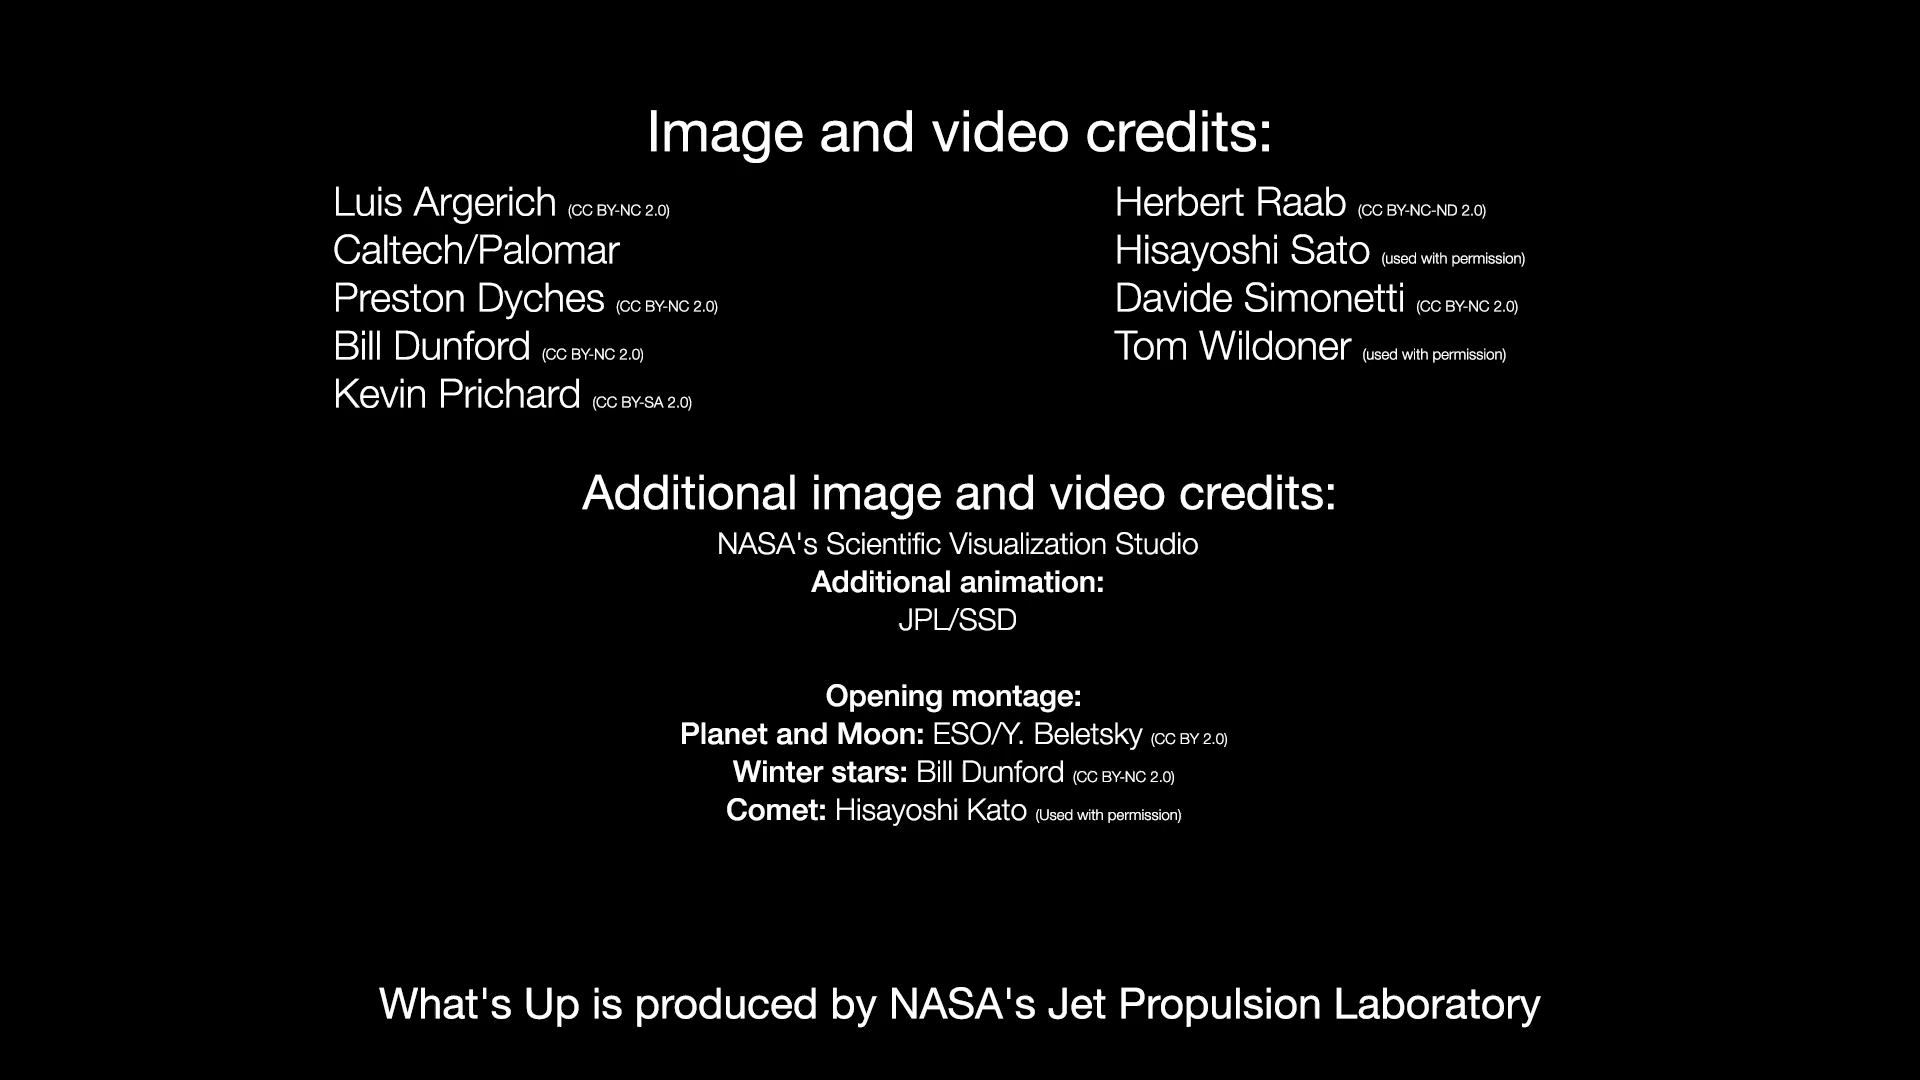 Image and video credits:
Luis Argerich (CC BY-NC 2.0)
Caltech/Palomar
Preston Dyches (CC BY-NC 2.0)
Bill Dunford (CC BY-NC 2.0)
Kevin Prichard (CC BY-SA 2.0)
Herbert Raab (CC BY-NC-ND 2.0)
Hisayoshi Sato (used with permission)
Davide Simonetti (CC BY-NC 2.0)
Tom Wildoner (used with permission)
Additional image and video credits:
NASA's Scientific Visualization Studio
Additional animation:
JPL/SSD
Opening montage:
Planet and Moon: ESO/Y. Beletsky (CC BY 2.0)
Winter stars: Bill Dunford (CC BY-NC 2.0)
Comet: Hisayoshi Kato (Used with permission)
What's Up is produced by NASA's Jet Propulsion Laboratory